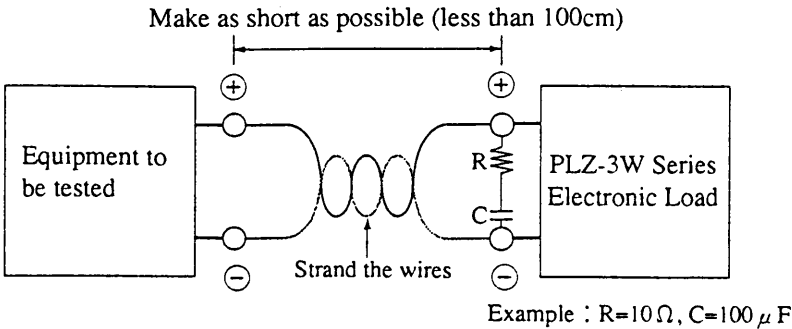 Make as short as possible (less than 100cm)
⊕ ⊕
Equipment to
be tested
R
PLZ-3W Series
Electronic Load
C
⊖ ⊖
Strand the wires
Example : R=10Ω, C=100μF